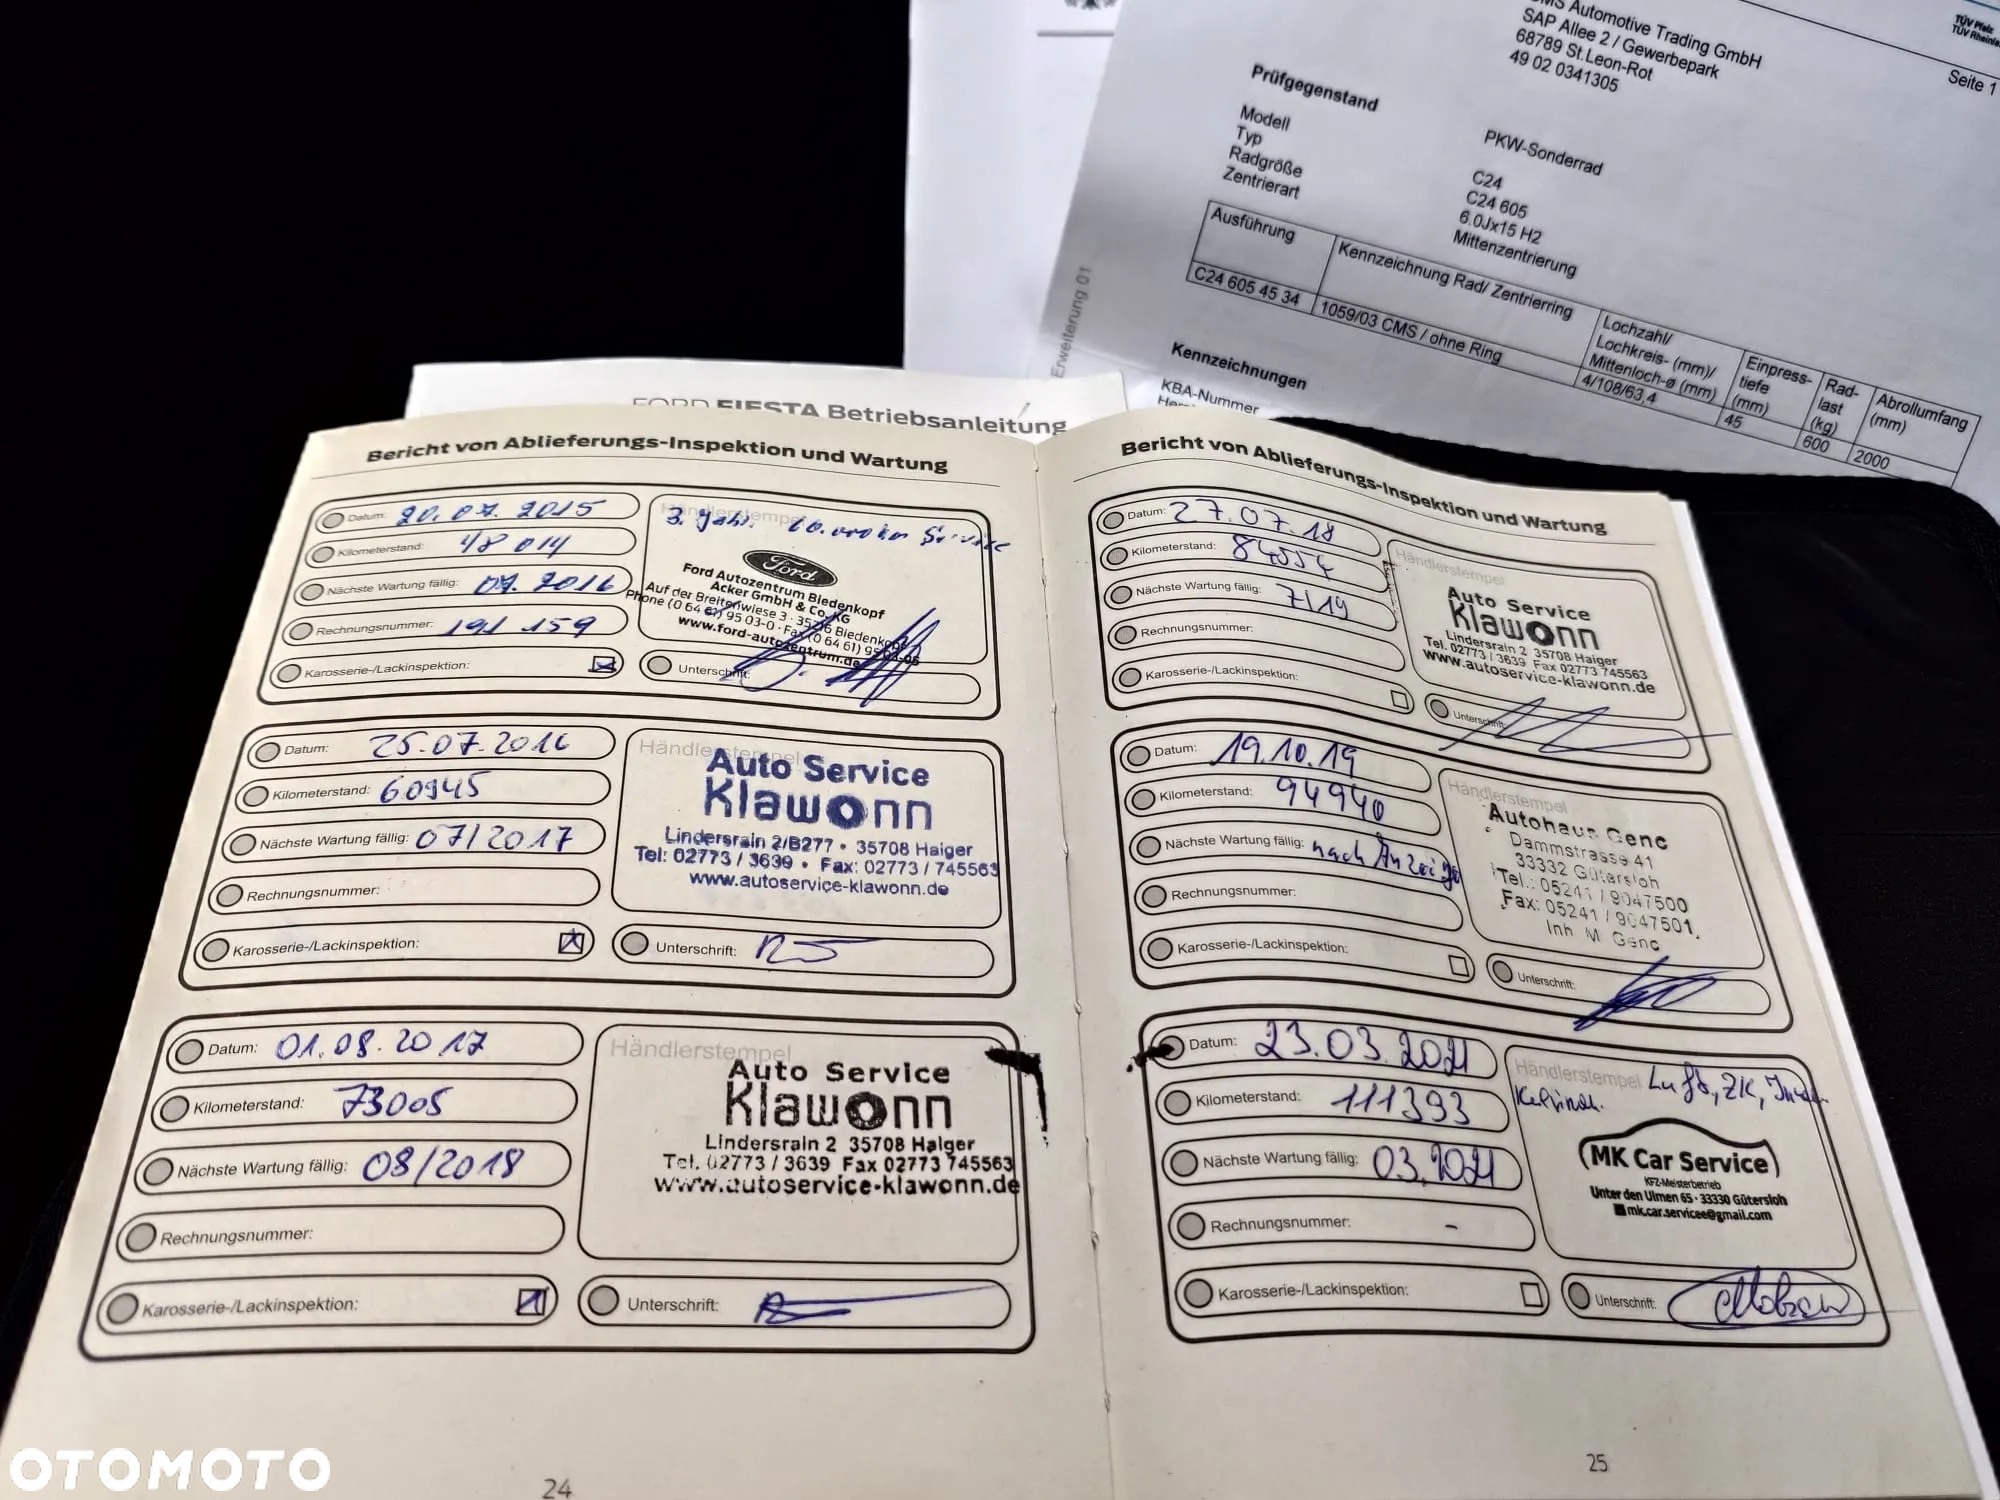 CMS Automotive Trading GmbH
SAP Allee 2 / Gewerbepark
68789 St.Leon-Rot
49 02 0341305
TÜV Pfalz
Seite 1
Prüfgegenstand
PKW-Sonderrad
Modell
C24
Typ
C24 605
Radgröße
6.0Jx15 H2
Zentrierart
Mittenzentrierung
Ausführung
Kennzeichnung Rad/ Zentrierring
Lochzahl/
Lochkreis- (mm)/
Mittenloch-ø (mm)
Einpress-
tiefe
(mm)
Rad-
last
(kg)
Abrollumfang
(mm)
C24 605 45 34
1059/03 CMS / ohne Ring
4/108/63,4
45
600
2000
Kennzeichnungen
KBA-Nummer
Erweiterung 01
FORD FIESTA Betriebsanleitung
Bericht von Ablieferungs-Inspektion und Wartung
Datum: 20.07.2015
Kilometerstand: 48 014
Nächste Wartung fällig: 07.2016
Rechnungsnummer: 191 159
Karosserie-/Lackinspektion:
Händlerstempel
3. Jahr Service
Ford
Ford Autozentrum Biedenkopf
Acker GmbH & Co. KG
Auf der Breitenwiese 3 · 35216 Biedenkopf
www.ford-autozentrum.de
Unterschrift:
Datum: 25.07.2016
Kilometerstand: 60945
Nächste Wartung fällig: 07/2017
Rechnungsnummer:
Karosserie-/Lackinspektion:
Händlerstempel
Auto Service
Klawonn
Lindersrain 2/B277 • 35708 Haiger
Tel: 02773 / 3639 • Fax: 02773 / 745563
www.autoservice-klawonn.de
Unterschrift:
Datum: 01.08.2017
Kilometerstand: 73005
Nächste Wartung fällig: 08/2018
Rechnungsnummer:
Karosserie-/Lackinspektion:
Händlerstempel
Auto Service
Klawonn
Lindersrain 2 35708 Haiger
Tel. 02773 / 3639 Fax 02773 745563
www.autoservice-klawonn.de
Unterschrift:
24
Bericht von Ablieferungs-Inspektion und Wartung
Datum: 27.07.18
Kilometerstand: 84054
Nächste Wartung fällig: 7/19
Rechnungsnummer:
Karosserie-/Lackinspektion:
Händlerstempel
Auto Service
Klawonn
Lindersrain 2 35708 Haiger
Tel. 02773 / 3639 Fax 02773 745563
www.autoservice-klawonn.de
Unterschrift:
Datum: 19.10.19
Kilometerstand: 94940
Nächste Wartung fällig: nach Anzeige
Rechnungsnummer:
Karosserie-/Lackinspektion:
Händlerstempel
Autohaus Genc
Dammstrasse 41
33332 Gütersloh
Tel.: 05241 / 9047500
Fax: 05241 / 9047501
Inh M Genc
Unterschrift:
Datum: 23.03.2021
Kilometerstand: 111393
Nächste Wartung fällig: 03.2021
Rechnungsnummer: -
Karosserie-/Lackinspektion:
Händlerstempel Luft, ZK,
MK Car Service
KFZ-Meisterbetrieb
Unter den Ulmen 65 · 33330 Gütersloh
mk.car.servicee@gmail.com
Unterschrift:
25
OTOMOTO